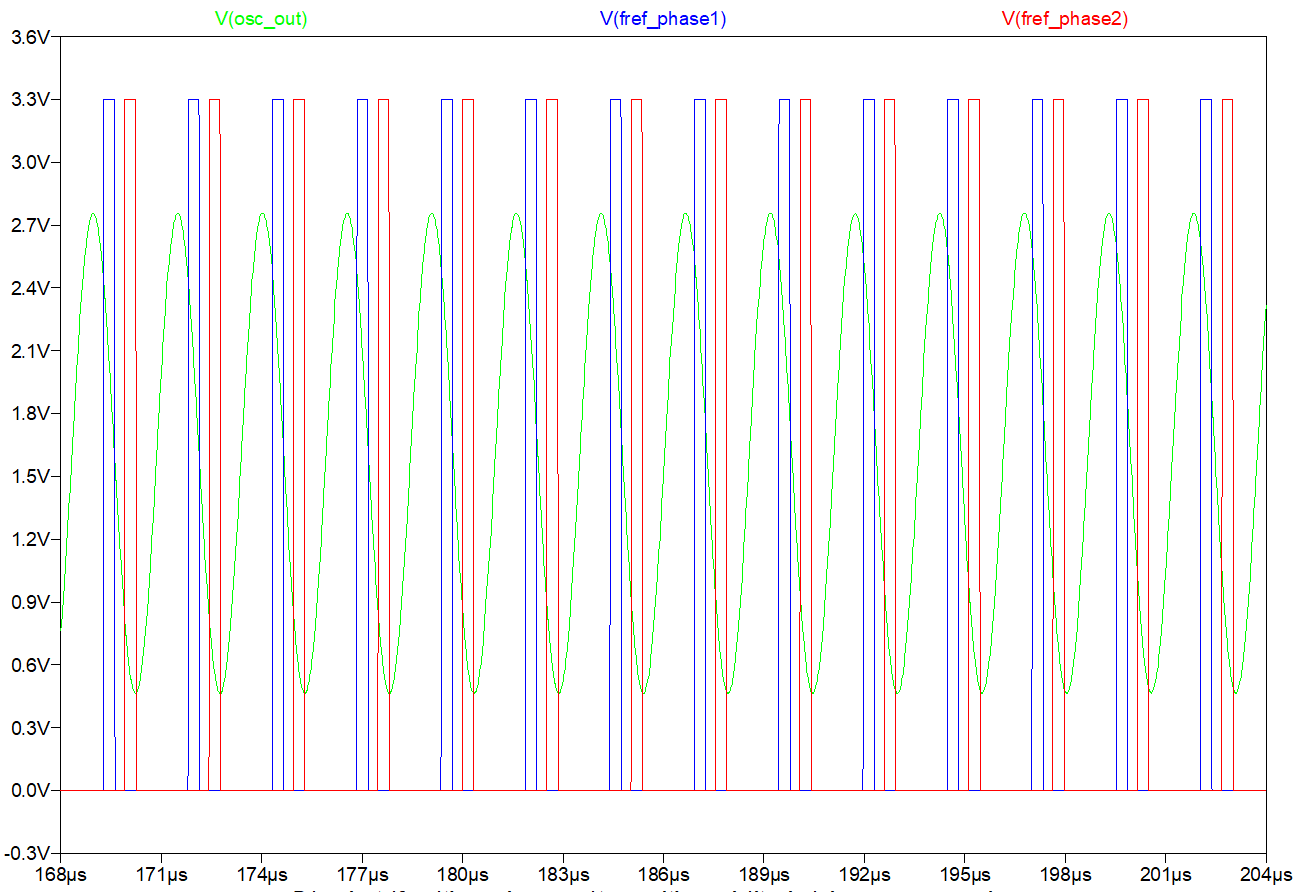 V(osc_out) V(fref_phase1) V(fref_phase2)
3.6V
3.3V
3.0V
2.7V
2.4V
2.1V
1.8V
1.5V
1.2V
0.9V
0.6V
0.3V
0.0V
-0.3V
168µs 171µs 174µs 177µs 180µs 183µs 186µs 189µs 192µs 195µs 198µs 201µs 204µs